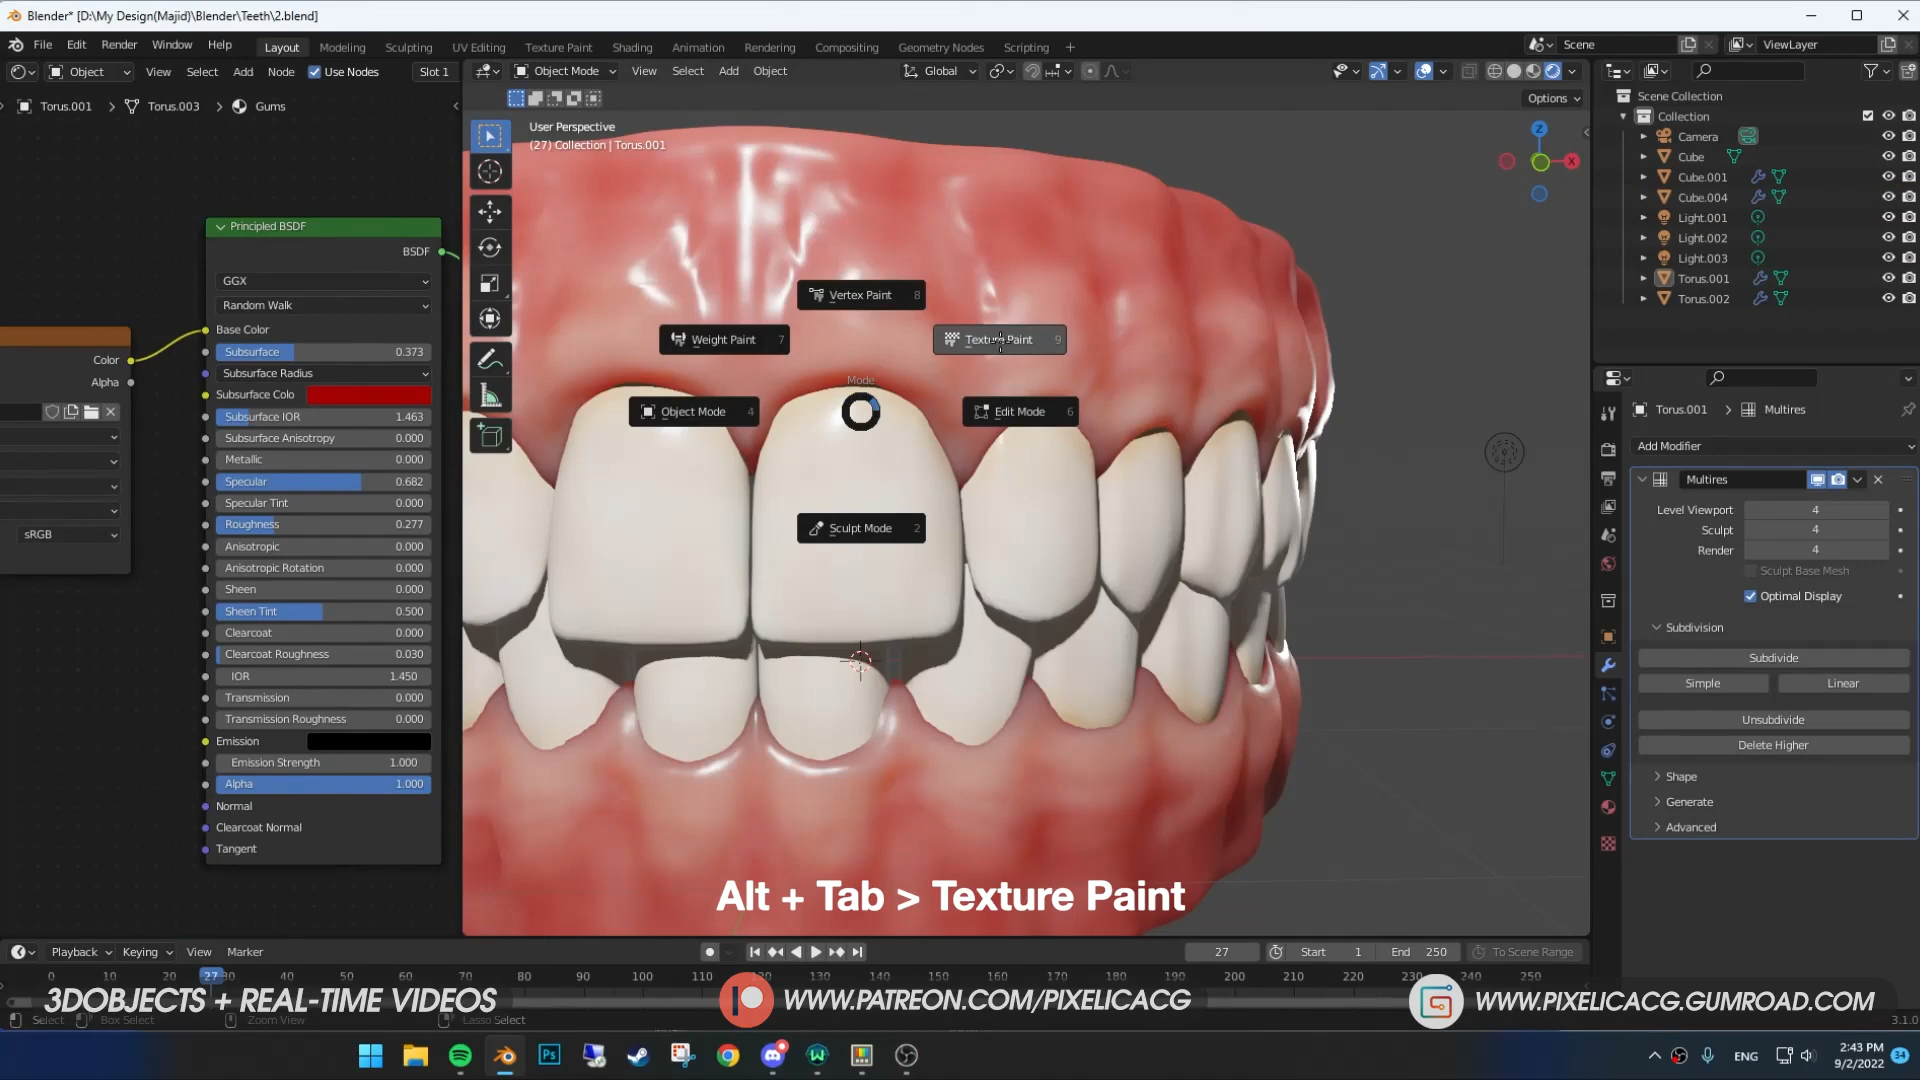 Blender* [D:\My Design(Majid)\Blender\Teeth\2.blend]
File Edit Render Window Help Layout Modeling Sculpting UV Editing Texture Paint Shading Animation Rendering Compositing Geometry Nodes Scripting + Scene ViewLayer
Object View Select Add Node Use Nodes Slot 1 Object Mode View Select Add Object Global
Options
Torus.001 > Torus.003 > Gums
User Perspective
(27) Collection | Torus.001
Z
X
Scene Collection
Collection
Camera
Cube
Cube.001
Cube.004
Light.001
Light.002
Light.003
Torus.001
Torus.002
Principled BSDF
BSDF
GGX
Random Walk
Base Color
Subsurface 0.373
Subsurface Radius
Subsurface Colo
Subsurface IOR 1.463
Subsurface Anisotropy 0.000
Metallic 0.000
Specular 0.682
Specular Tint 0.000
Roughness 0.277
Anisotropic 0.000
Anisotropic Rotation 0.000
Sheen 0.000
Sheen Tint 0.500
Clearcoat 0.000
Clearcoat Roughness 0.030
IOR 1.450
Transmission 0.000
Transmission Roughness 0.000
Emission
Emission Strength 1.000
Alpha 1.000
Normal
Clearcoat Normal
Tangent
Color
Alpha
sRGB
Vertex Paint 8
Weight Paint 7
Texture Paint 9
Mode
Object Mode 4
Edit Mode 6
Sculpt Mode 2
Torus.001 > Multires
Add Modifier
Multires
Level Viewport 4
Sculpt 4
Render 4
Sculpt Base Mesh
Optimal Display
Subdivision
Subdivide
Simple Linear
Unsubdivide
Delete Higher
Shape
Generate
Advanced
Alt + Tab > Texture Paint
Playback Keying View Marker 27 Start 1 End 250 To Scene Range
0 10 20 27 30 40 50 60 70 80 90 100 110 120 130 140 150 160 170 180 190 200 210 220 230 240 250
3DOBJECTS + REAL-TIME VIDEOS WWW.PATREON.COM/PIXELICACG WWW.PIXELICACG.GUMROAD.COM
Select Box Select Zoom View Lasso Select 3.1.0
Ps ENG 2:43 PM
9/2/2022 34